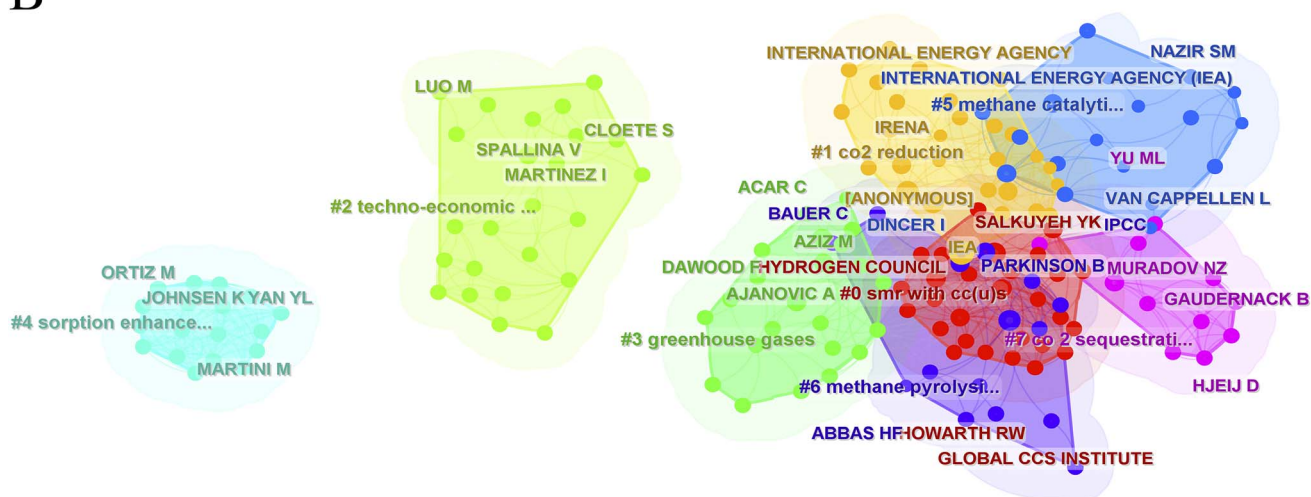 B
INTERNATIONAL ENERGY AGENCY
NAZIR SM
INTERNATIONAL ENERGY AGENCY (IEA)
LUO M
#5 methane catalyti...
IRENA
CLOETE S
SPALLINA V
#1 co2 reduction
YU ML
MARTINEZ I
ACAR C
[ANONYMOUS]
VAN CAPPELLEN L
#2 techno-economic ...
BAUER C
DINCER I
SALKUYEH YK
IPCC
AZIZ M
IEA
DAWOOD F
HYDROGEN COUNCIL
PARKINSON B
MURADOV NZ
ORTIZ M
AJANOVIC A
#0 smr with cc(u)s
GAUDERNACK B
JOHNSEN K
YAN YL
#4 sorption enhance...
#3 greenhouse gases
#7 co 2 sequestrati...
MARTINI M
#6 methane pyrolysi...
HJEIJ D
ABBAS HF
HOWARTH RW
GLOBAL CCS INSTITUTE